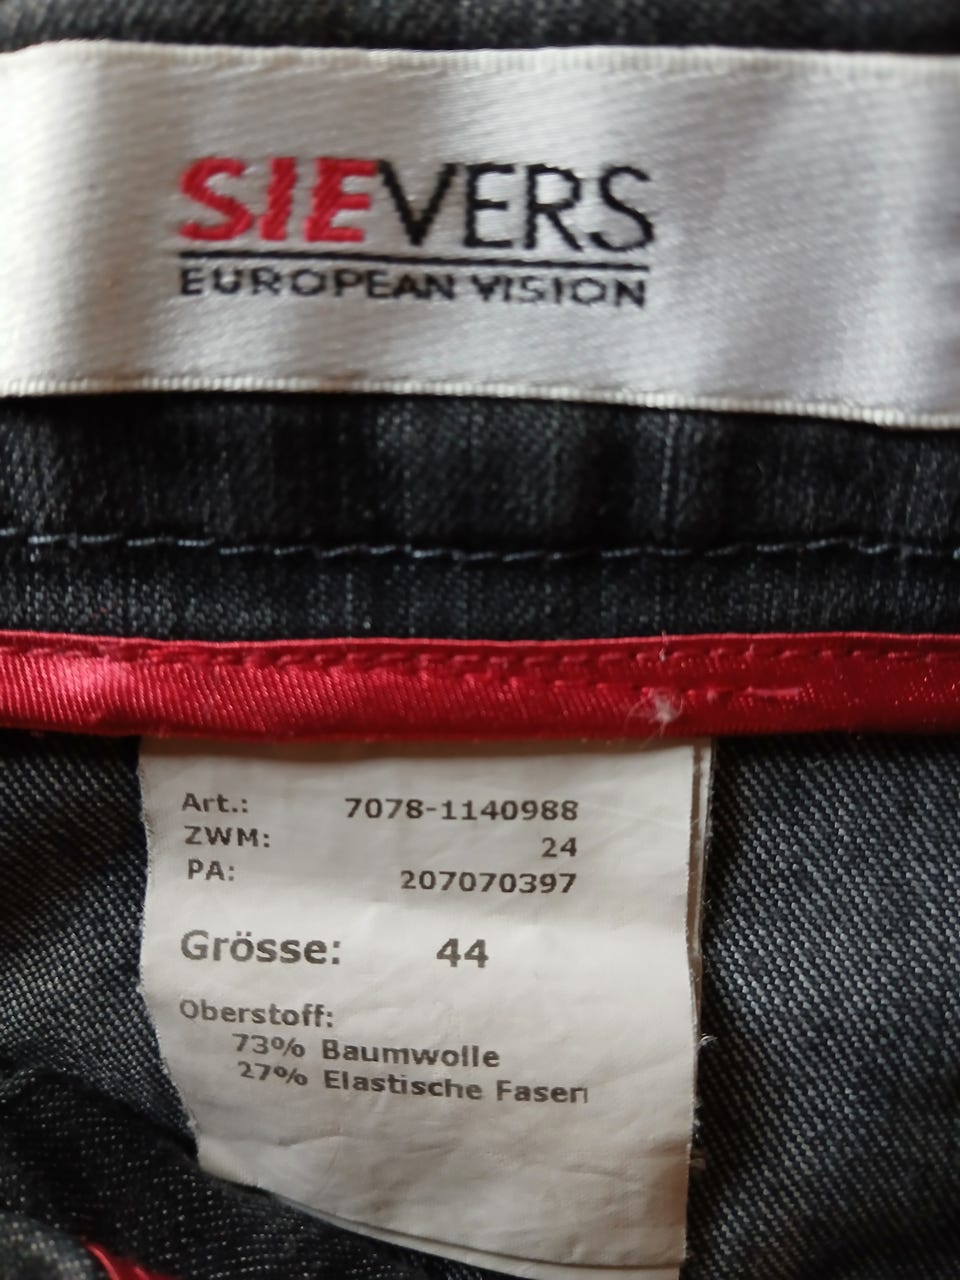 SIEVERS
EUROPEAN VISION
Art.: 7078-1140988
ZWM: 24
PA: 207070397
Grösse: 44
Oberstoff:
73% Baumwolle
27% Elastische Fasern